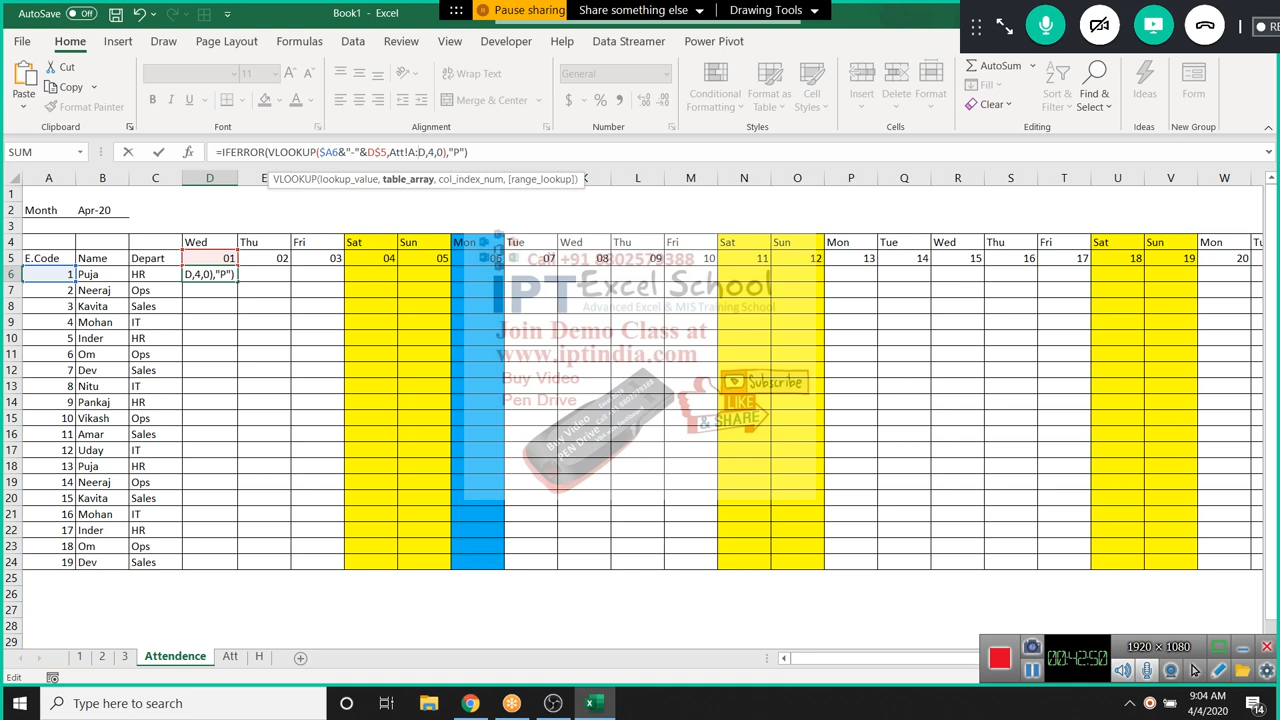 AutoSave Off Book1 - Excel Pause sharing Share something else Drawing Tools
File Home Insert Draw Page Layout Formulas Data Review View Developer Help Data Streamer Power Pivot
Paste Cut Copy Format Painter
Clipboard
11 B I U A
Font
Wrap Text Merge & Center
Alignment
General $ % ,
Number
Conditional Formatting Format as Table Cell Styles
Styles
Insert Delete Format
Cells
AutoSum Fill Clear Sort & Filter Find & Select
Editing
Ideas
Ideas
Form
New Group
SUM =IFERROR(VLOOKUP($A6&"-"&D$5,Att!A:D,4,0),"P")
VLOOKUP(lookup_value, table_array, col_index_num, [range_lookup])
A B C D E K L M N O P Q R S T U V W
1
2 Month Apr-20
3
4 Wed Thu Fri Sat Sun Mon Tue Wed Thu Fri Sat Sun Mon Tue Wed Thu Fri Sat Sun Mon
5 E.Code Name Depart 01 02 03 04 05 06 07 08 09 10 11 12 13 14 15 16 17 18 19 20
6 1 Puja HR D,4,0),"P")
7 2 Neeraj Ops
8 3 Kavita Sales
9 4 Mohan IT
10 5 Inder HR
11 6 Om Ops
12 7 Dev Sales
13 8 Nitu IT
14 9 Pankaj HR
15 10 Vikash Ops
16 11 Amar Sales
17 12 Uday IT
18 13 Puja HR
19 14 Neeraj Ops
20 15 Kavita Sales
21 16 Mohan IT
22 17 Inder HR
23 18 Om Ops
24 19 Dev Sales
25
26
27
28
29
Call +91 8802579388
iPT Excel School
Advanced Excel & MIS Training School
Join Demo Class at
www.iptindia.com
Buy Video
Pen Drive
Buy Video
PEN Drive
Subscribe
LIKE
& SHARE
1 2 3 Attendence Att H
Edit
1920 × 1080
00:42:50
Type here to search
9:04 AM
4/4/2020
14